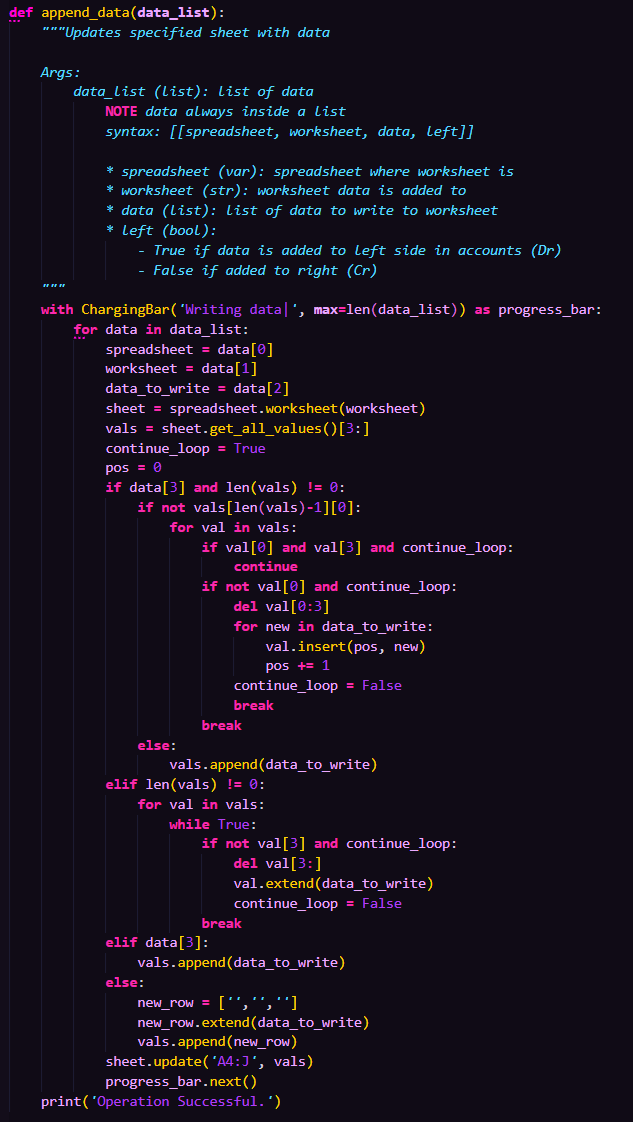 def append_data(data_list):
    """Updates specified sheet with data

    Args:
        data_list (list): list of data
            NOTE data always inside a list
            syntax: [[spreadsheet, worksheet, data, left]]

            * spreadsheet (var): spreadsheet where worksheet is
            * worksheet (str): worksheet data is added to
            * data (list): list of data to write to worksheet
            * left (bool):
                - True if data is added to left side in accounts (Dr)
                - False if added to right (Cr)
    """
    with ChargingBar('Writing data|', max=len(data_list)) as progress_bar:
        for data in data_list:
            spreadsheet = data[0]
            worksheet = data[1]
            data_to_write = data[2]
            sheet = spreadsheet.worksheet(worksheet)
            vals = sheet.get_all_values()[3:]
            continue_loop = True
            pos = 0
            if data[3] and len(vals) != 0:
                if not vals[len(vals)-1][0]:
                    for val in vals:
                        if val[0] and val[3] and continue_loop:
                            continue
                        if not val[0] and continue_loop:
                            del val[0:3]
                            for new in data_to_write:
                                val.insert(pos, new)
                                pos += 1
                            continue_loop = False
                            break
                        break
                else:
                    vals.append(data_to_write)
            elif len(vals) != 0:
                for val in vals:
                    while True:
                        if not val[3] and continue_loop:
                            del val[3:]
                            val.extend(data_to_write)
                            continue_loop = False
                        break
            elif data[3]:
                vals.append(data_to_write)
            else:
                new_row = ['','','']
                new_row.extend(data_to_write)
                vals.append(new_row)
            sheet.update('A4:J', vals)
            progress_bar.next()
    print('Operation Successful.')